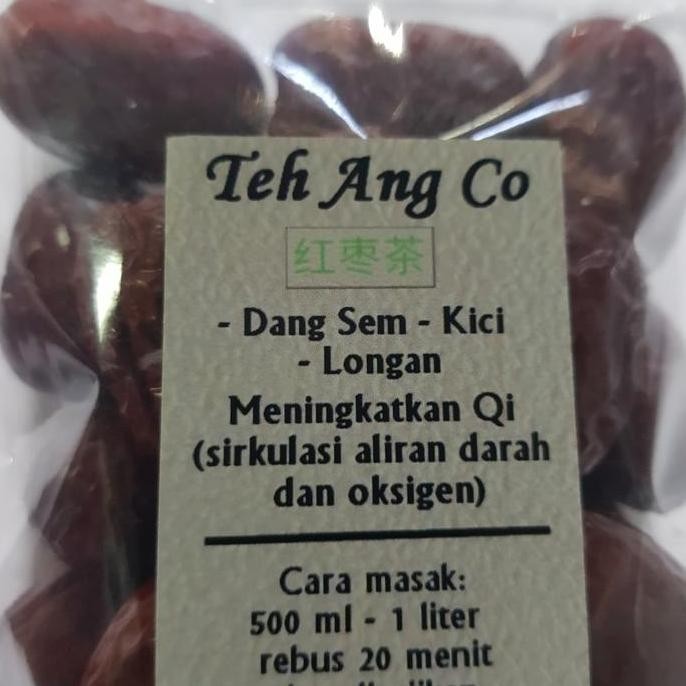 Teh Ang Co
红枣茶
- Dang Sem - Kici
- Longan
Meningkatkan Qi
(sirkulasi aliran darah
dan oksigen)
Cara masak:
500 ml - 1 liter
rebus 20 menit